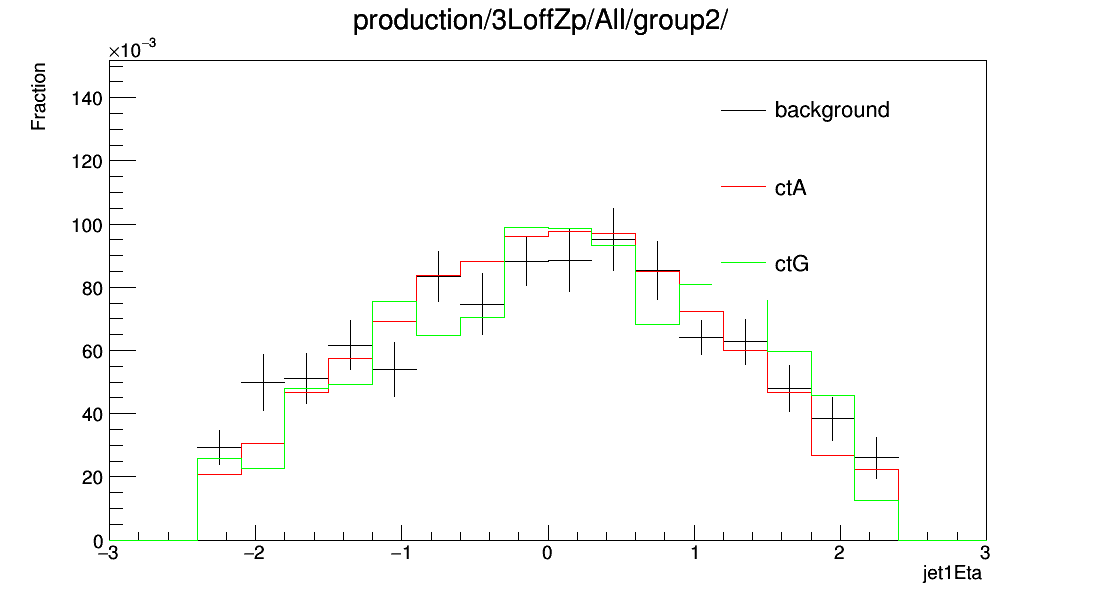 production/3LoffZp/All/group2/
×10⁻³
Fraction
140
120
100
80
60
40
20
0
background
ctA
ctG
−3
−2
−1
0
1
2
3
jet1Eta